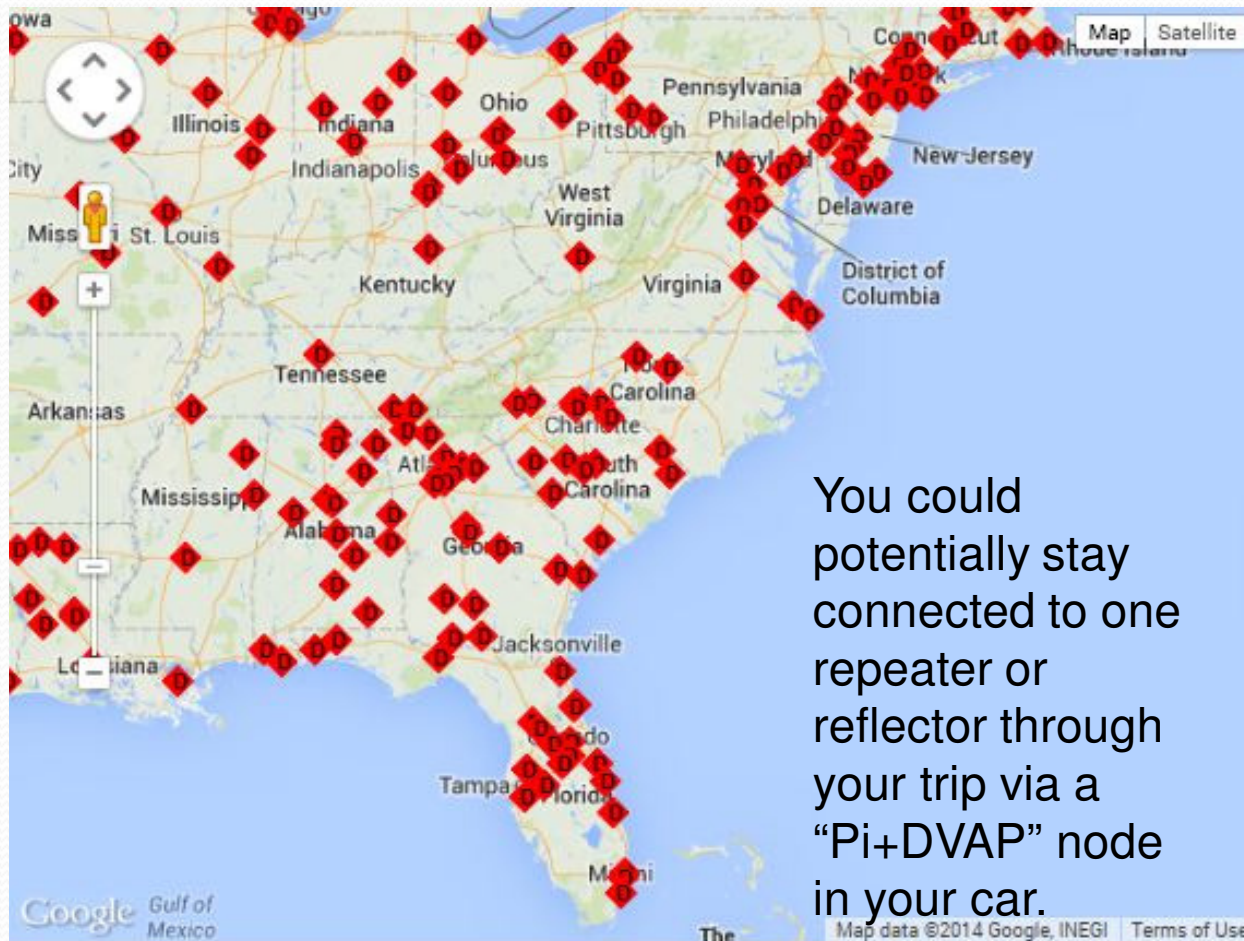 owa
Map
Satellite
Ohio
Pennsylvania
Illinois
Indiana
Pittsburgh
New Jersey
Indianapolis
City
West
Virginia
Delaware
St. Louis
Kentucky
Virginia
District of
Columbia
Tennessee
Carolina
Arkansas
Charlotte
Carolina
Jacksonville
Tampa
The
Google
Gulf of
Mexico
You could
potentially stay
connected to one
repeater or
reflector through
your trip via a
“Pi+DVAP” node
in your car.
Map data ©2014 Google, INEGI
Terms of Use